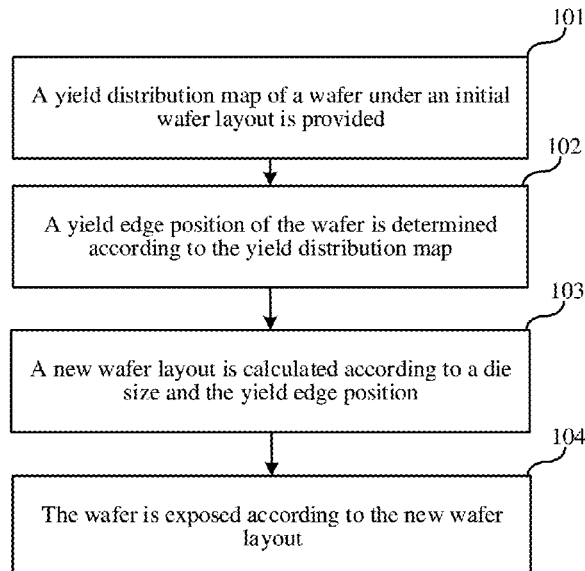 101
A yield distribution map of a wafer under an initial
wafer layout is provided
102
A yield edge position of the wafer is determined
according to the yield distribution map
103
A new wafer layout is calculated according to a die
size and the yield edge position
104
The wafer is exposed according to the new wafer
layout